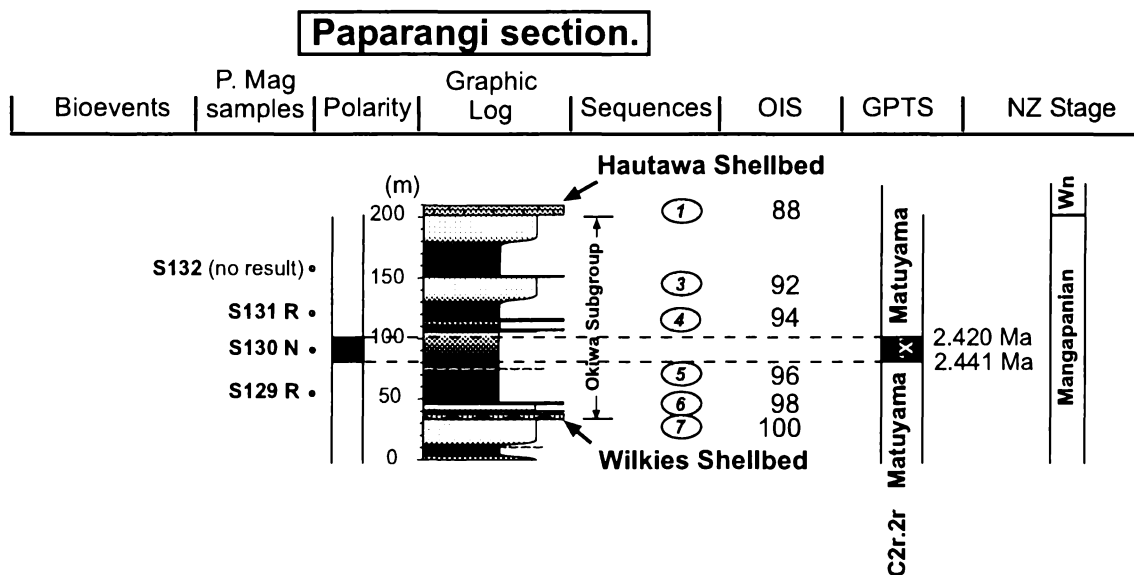 Paparangi section.
Bioevents
P. Mag samples
Polarity
Graphic Log
Sequences
OIS
GPTS
NZ Stage
(m)
200
150
100
50
0
S132 (no result)
S131 R
S130 N
S129 R
Hautawa Shellbed
Wilkies Shellbed
Okiwa Subgroup
1 88
3 92
4 94
5 96
6 98
7 100
Matuyama
X
Matuyama
C2r.2r
2.420 Ma
2.441 Ma
Wn
Mangapanian